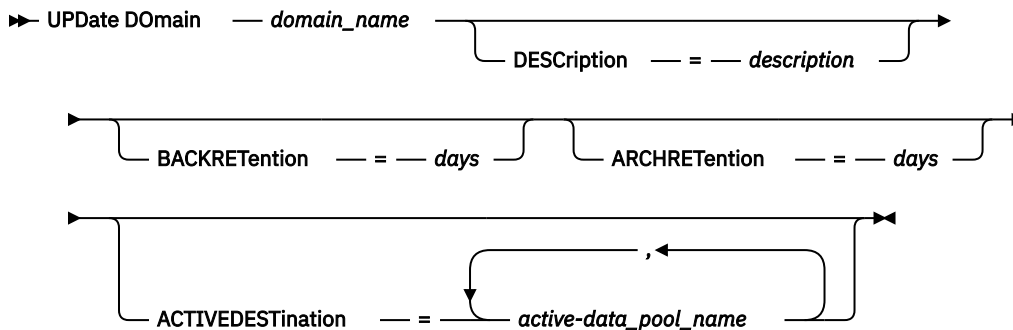 UPDate DOmain domain_name
DESCription = description
BACKRETention = days ARCHRETention = days
,
ACTIVEDESTination = active-data_pool_name